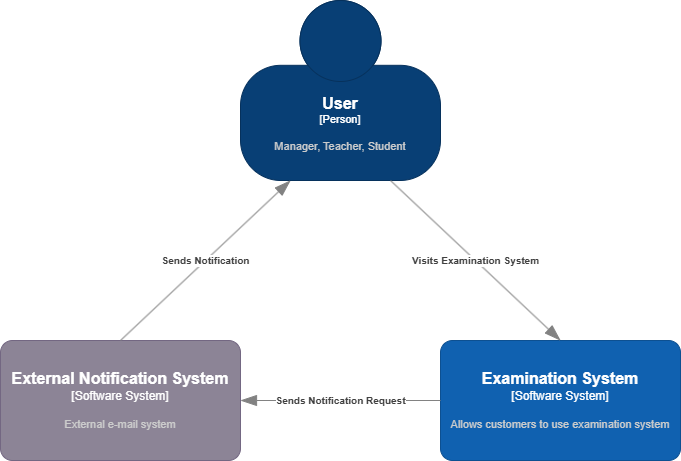 User
[Person]
Manager, Teacher, Student
Sends Notification
Visits Examination System
External Notification System
[Software System]
External e-mail system
Sends Notification Request
Examination System
[Software System]
Allows customers to use examination system